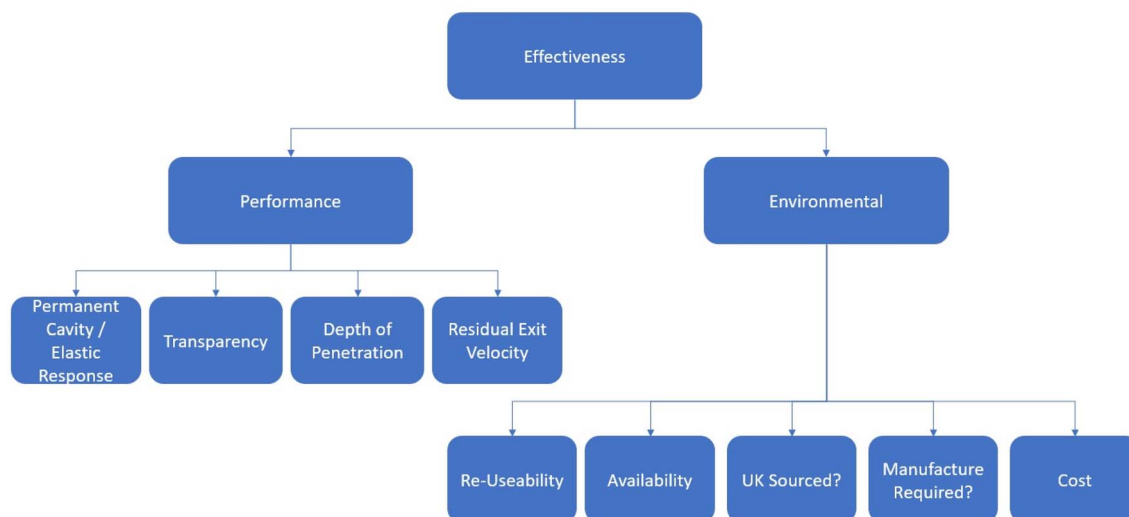 Effectiveness
Performance
Environmental
Permanent
Cavity /
Elastic
Response
Transparency
Depth of
Penetration
Residual Exit
Velocity
Re-Useability
Availability
UK Sourced?
Manufacture
Required?
Cost